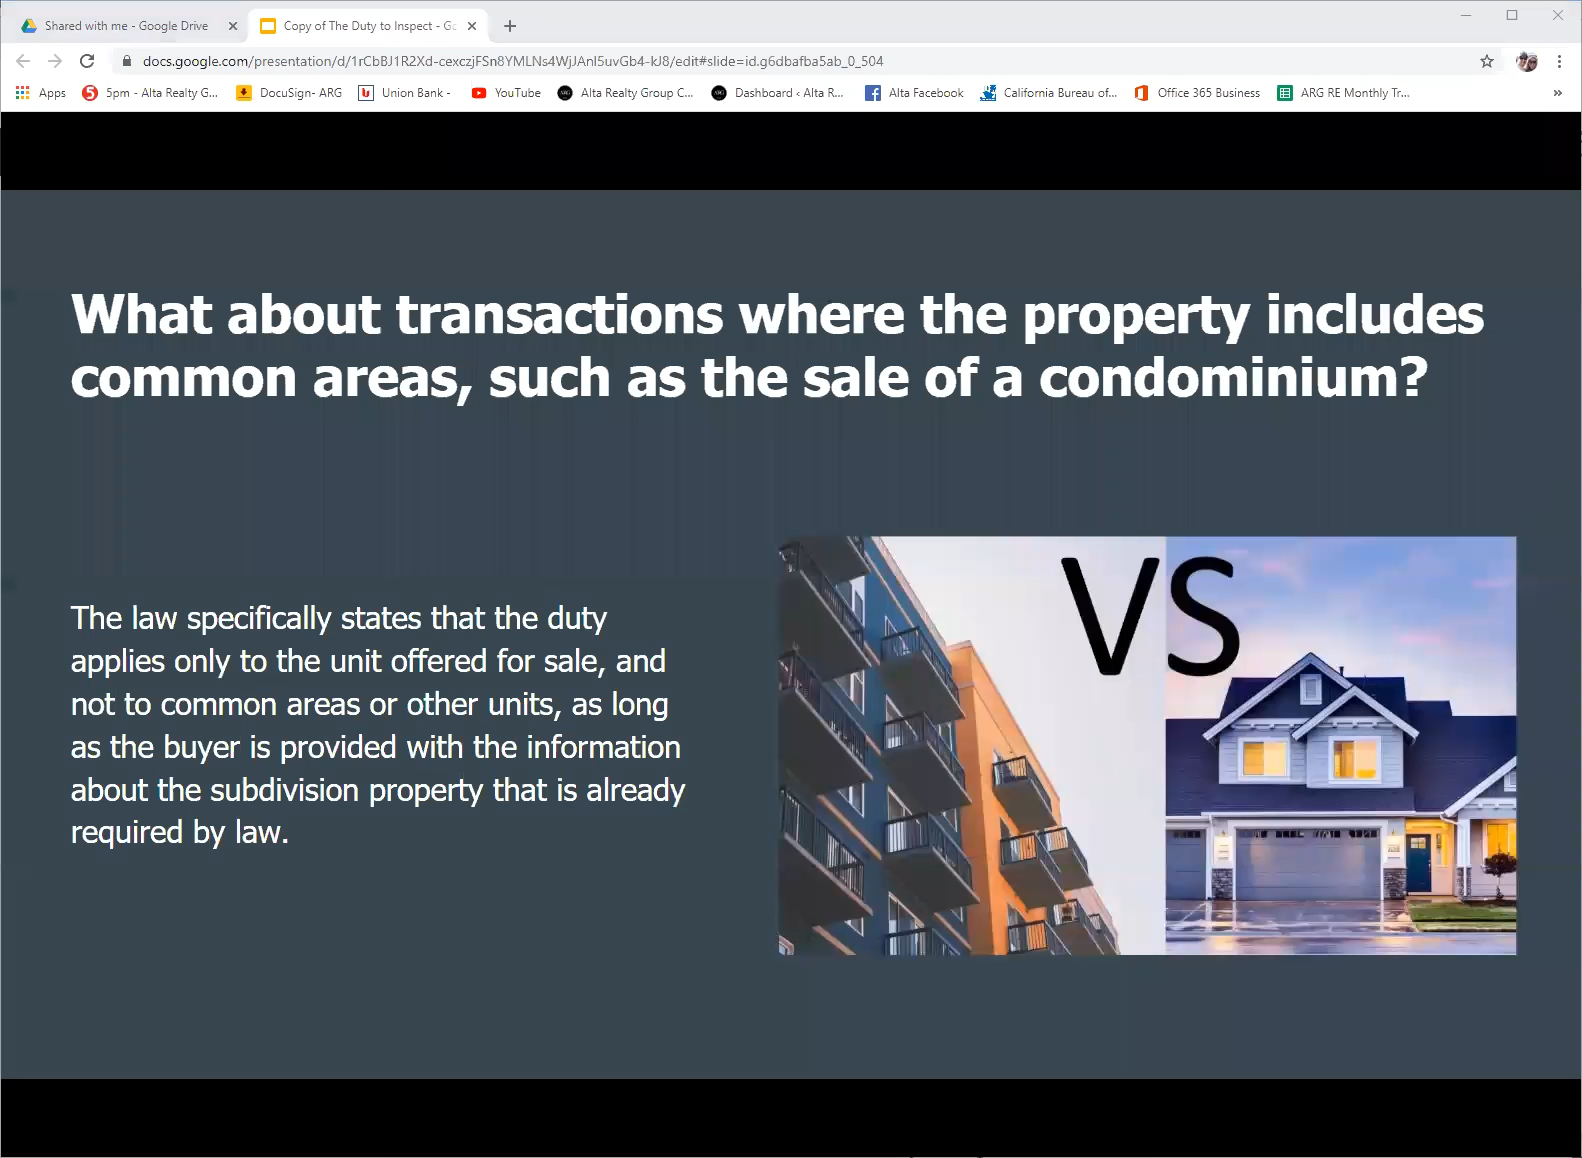 Shared with me - Google Drive
Copy of The Duty to Inspect - Go
docs.google.com/presentation/d/1rCbBJ1R2Xd-cexczjFSn8YMLNs4WjJAnI5uvGb4-kJ8/edit#slide=id.g6dbafba5ab_0_504
Apps 5pm - Alta Realty G... DocuSign- ARG Union Bank - YouTube Alta Realty Group C... Dashboard ‹ Alta R... Alta Facebook California Bureau of... Office 365 Business ARG RE Monthly Tr... »
What about transactions where the property includes
common areas, such as the sale of a condominium?
VS
The law specifically states that the duty
applies only to the unit offered for sale, and
not to common areas or other units, as long
as the buyer is provided with the information
about the subdivision property that is already
required by law.